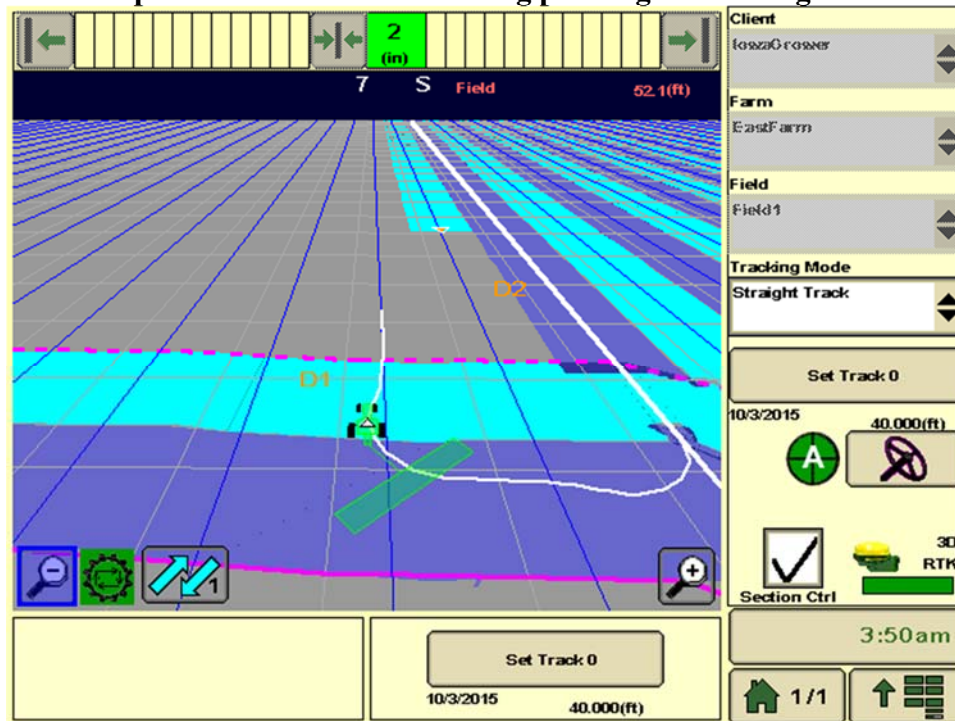 2
(in)
7 S Field 52.1(ft)
D2
D1
1
Set Track 0
10/3/2015 40.000(ft)
Client
IowaGrower
Farm
EastFarm
Field
Field1
Tracking Mode
Straight Track
Set Track 0
10/3/2015
40.000(ft)
A
3D
RTK
Section Ctrl
3:50am
1/1